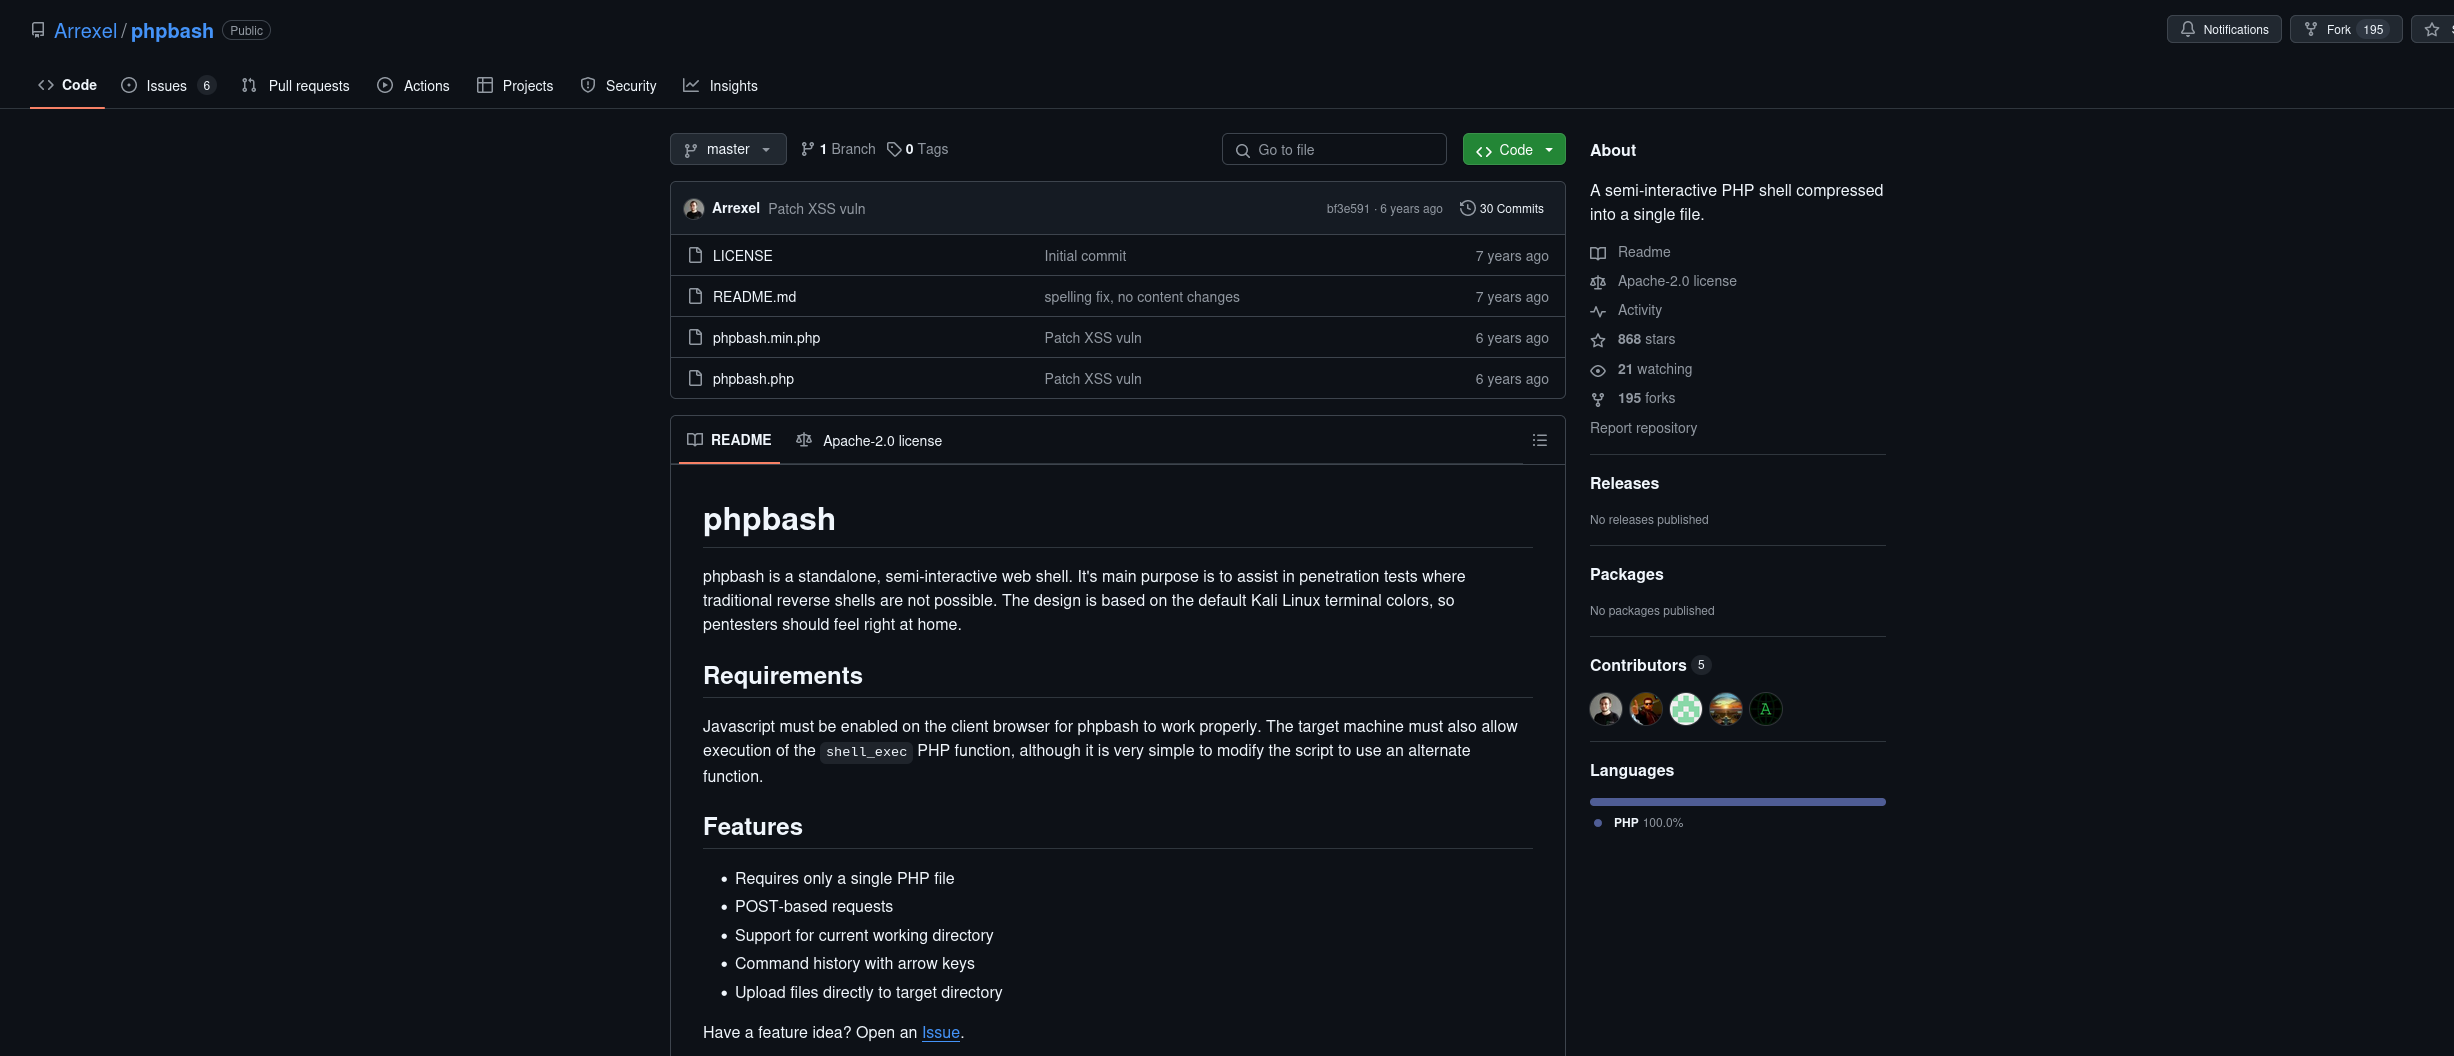 Arrexel / phpbash Public
Notifications Fork 195
Code Issues 6 Pull requests Actions Projects Security Insights
master 1 Branch 0 Tags Go to file Code
Arrexel Patch XSS vuln bf3e591 · 6 years ago 30 Commits
LICENSE Initial commit 7 years ago
README.md spelling fix, no content changes 7 years ago
phpbash.min.php Patch XSS vuln 6 years ago
phpbash.php Patch XSS vuln 6 years ago
README Apache-2.0 license
phpbash
phpbash is a standalone, semi-interactive web shell. It's main purpose is to assist in penetration tests where
traditional reverse shells are not possible. The design is based on the default Kali Linux terminal colors, so
pentesters should feel right at home.
Requirements
Javascript must be enabled on the client browser for phpbash to work properly. The target machine must also allow
execution of the shell_exec PHP function, although it is very simple to modify the script to use an alternate
function.
Features
• Requires only a single PHP file
• POST-based requests
• Support for current working directory
• Command history with arrow keys
• Upload files directly to target directory
Have a feature idea? Open an Issue.
About
A semi-interactive PHP shell compressed
into a single file.
Readme
Apache-2.0 license
Activity
868 stars
21 watching
195 forks
Report repository
Releases
No releases published
Packages
No packages published
Contributors 5
A
Languages
PHP 100.0%